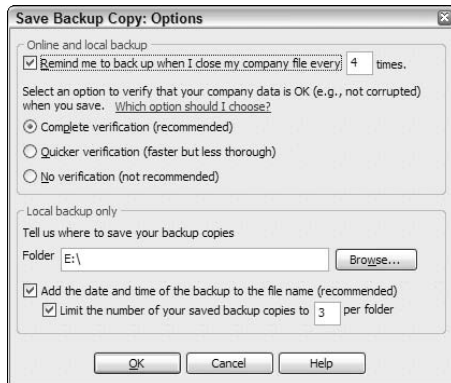 Save Backup Copy: Options
Online and local backup
Remind me to back up when I close my company file every 4 times.
Select an option to verify that your company data is OK (e.g., not corrupted)
when you save. Which option should I choose?
Complete verification (recommended)
Quicker verification (faster but less thorough)
No verification (not recommended)
Local backup only
Tell us where to save your backup copies
Folder E:\ Browse...
Add the date and time of the backup to the file name (recommended)
Limit the number of your saved backup copies to 3 per folder
OK Cancel Help